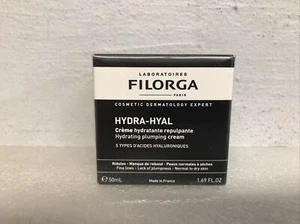 LABORATOIRES
FILORGA
PARIS
COSMETIC DERMATOLOGY EXPERT
HYDRA-HYAL
Crème hydratante repulpante
Hydrating plumping cream
5 TYPES D'ACIDES HYALURONIQUES
Ridules - Manque de rebond - Peaux normales à sèches
Fine lines - Lack of plumpness - Normal to dry skin
℮ 50mL Made in France 1.69 FL.OZ.